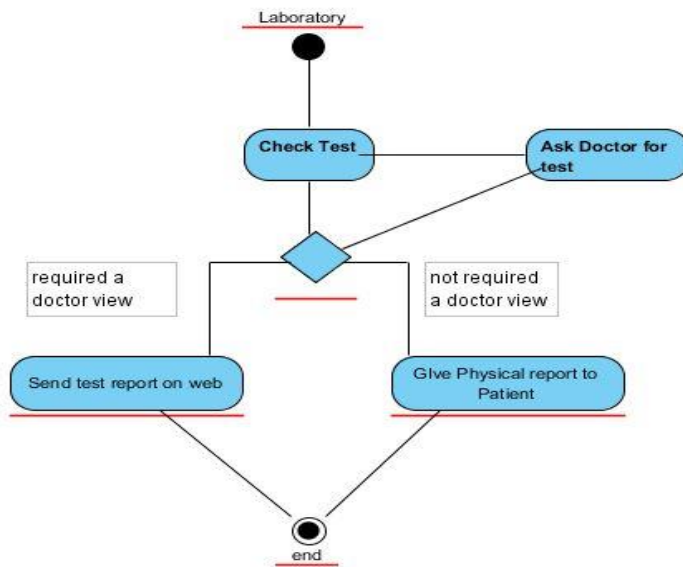 Laboratory
Check Test
Ask Doctor for
test
required a
doctor view
not required
a doctor view
Send test report on web
GIve Physical report to
Patient
end